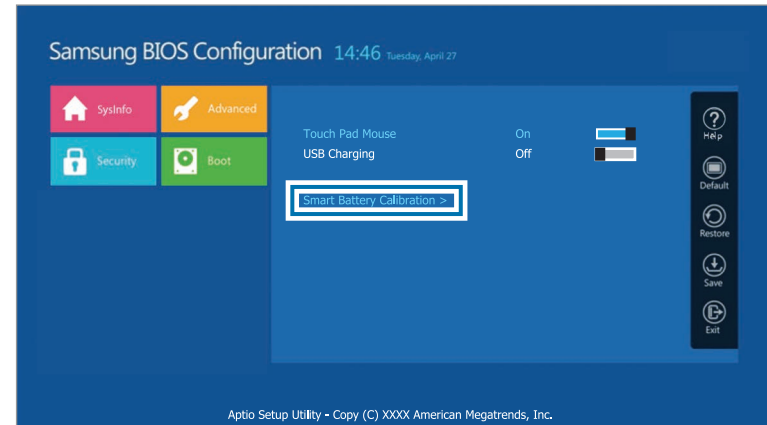 Samsung BIOS Configuration 14:46 Tuesday, April 27
SysInfo
Advanced
Security
Boot
Touch Pad Mouse On
USB Charging Off
Smart Battery Calibration >
Help
Default
Restore
Save
Exit
Aptio Setup Utility - Copy (C) XXXX American Megatrends, Inc.